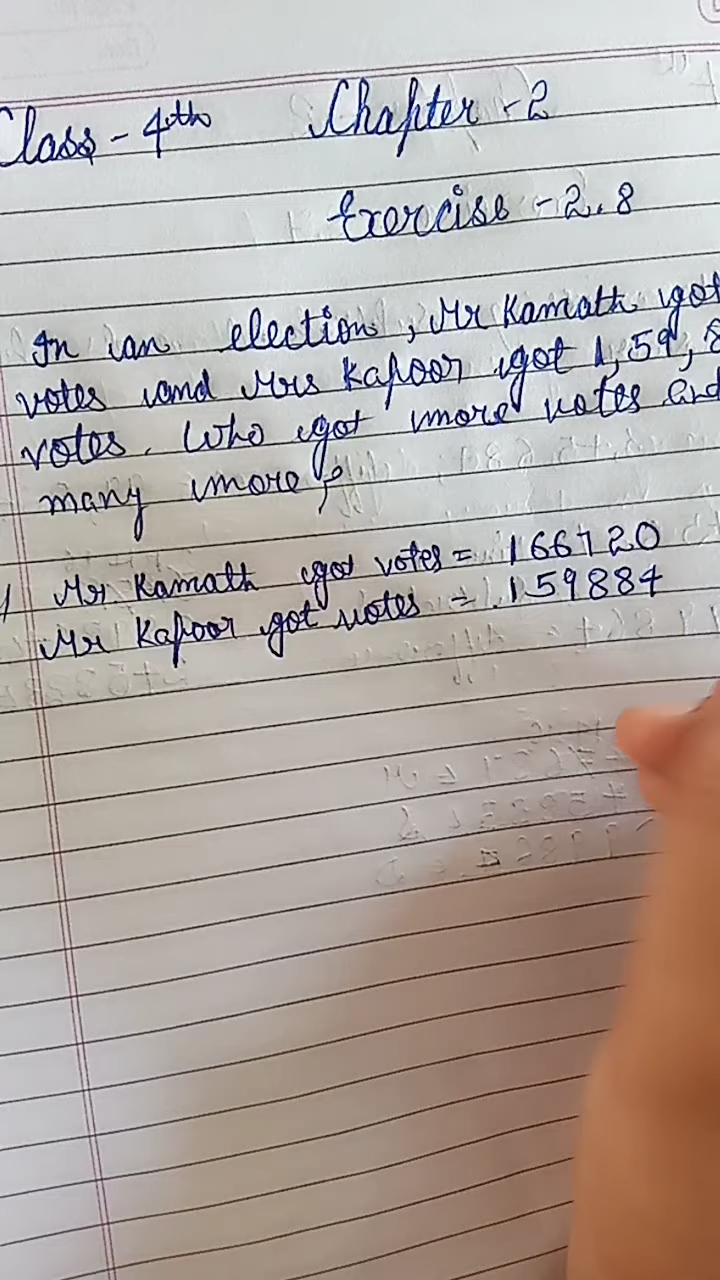 Class - 4th Chapter - 2
Exercise - 2.8
In an election, Mr Kamath got
votes and Mrs Kapoor got 1,59,8
votes. Who got more votes and
many more?
Mr Kamath got votes = 166720
Mr Kapoor got votes = 159884